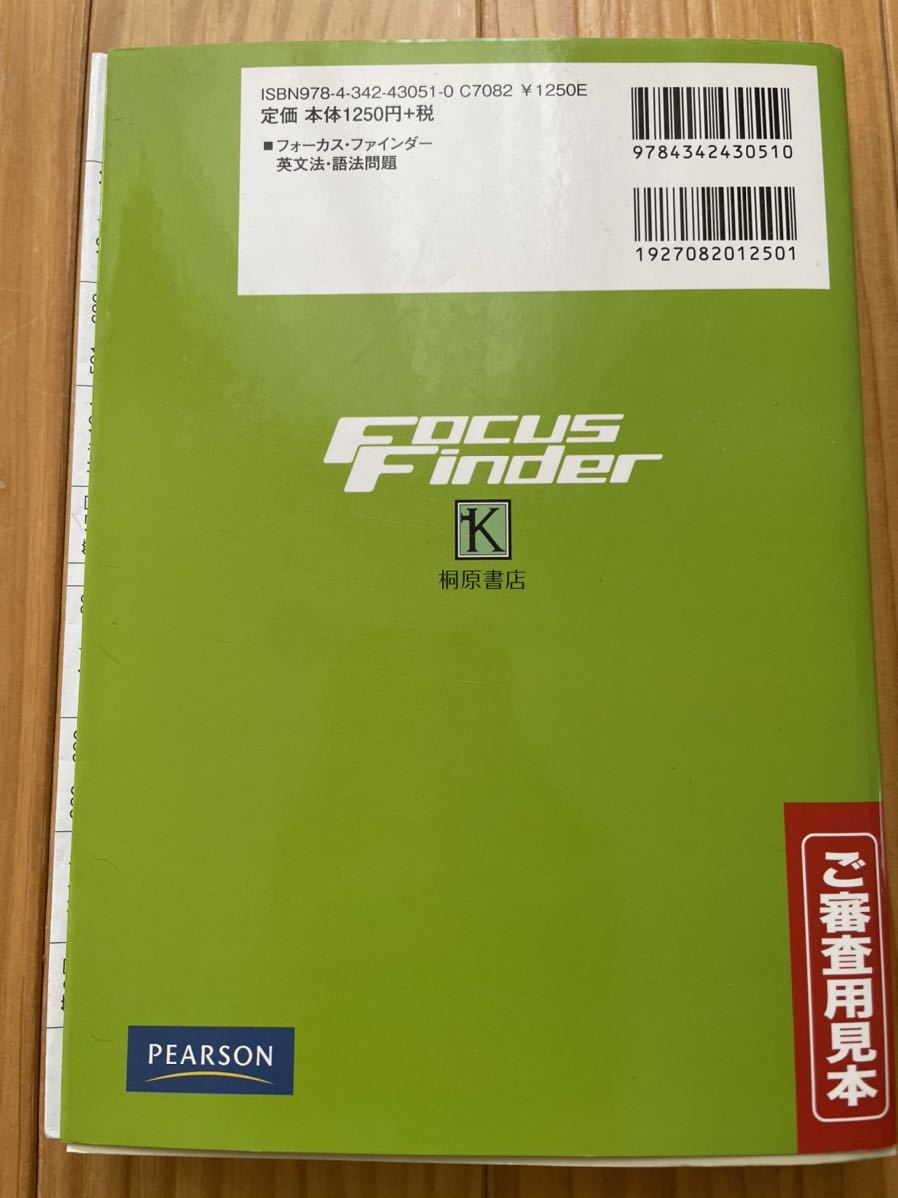 ISBN978-4-342-43051-0 C7082 ¥1250E
定価 本体1250円+税
■フォーカス・ファインダー
英文法・語法問題
9784342430510
1927082012501
Focus
Finder
K
桐原書店
PEARSON
ご審査用見本